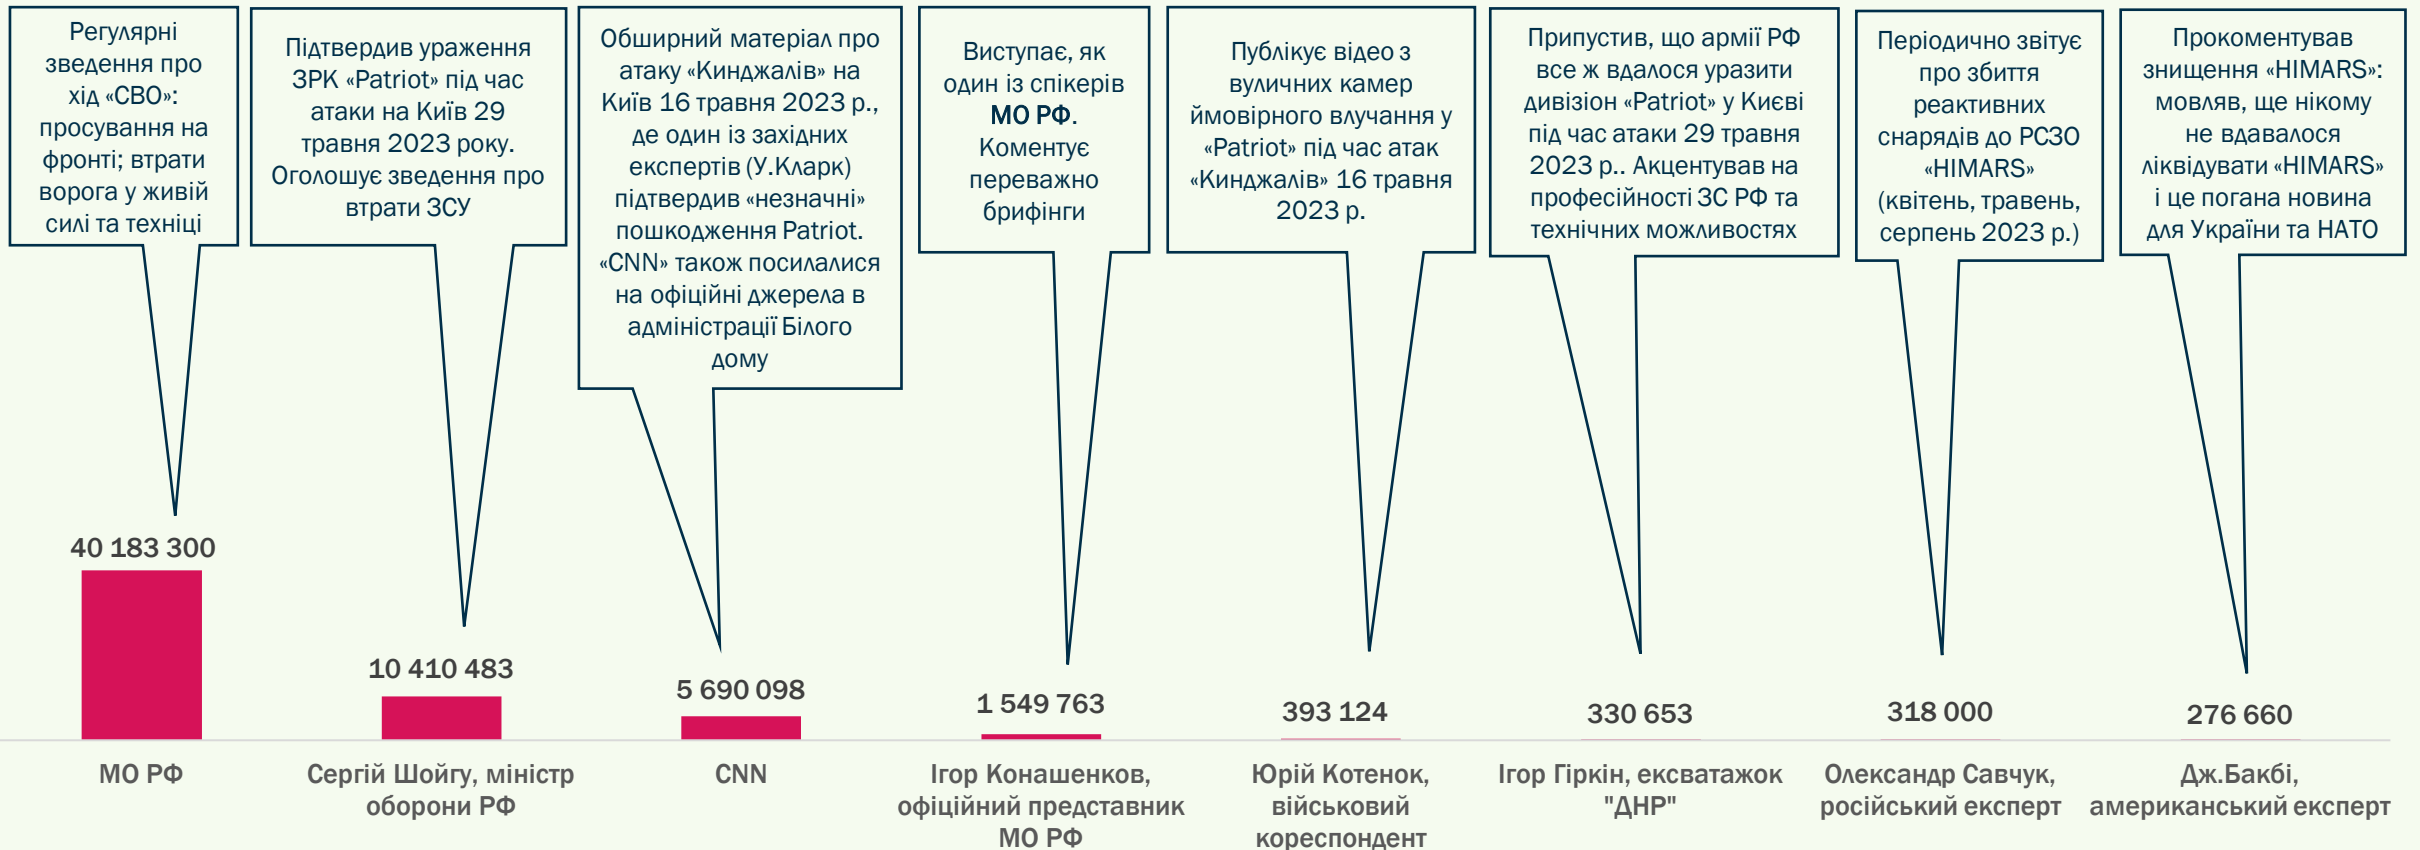 Регулярні
зведення про
хід «СВО»:
просування на
фронті; втрати
ворога у живій
силі та техніці
Підтвердив ураження
ЗРК «Patriot» під час
атаки на Київ 29
травня 2023 року.
Оголошує зведення про
втрати ЗСУ
Обширний матеріал про
атаку «Кинджалів» на
Київ 16 травня 2023 р.,
де один із західних
експертів (У.Кларк)
підтвердив «незначні»
пошкодження Patriot.
«CNN» також посилалися
на офіційні джерела в
адміністрації Білого
дому
Виступає, як
один із спікерів
МО РФ.
Коментує
переважно
брифінги
Публікує відео з
вуличних камер
ймовірного влучання у
«Patriot» під час атак
«Кинджалів» 16 травня
2023 р.
Припустив, що армії РФ
все ж вдалося уразити
дивізіон «Patriot» у Києві
під час атаки 29 травня
2023 р.. Акцентував на
професійності ЗС РФ та
технічних можливостях
Періодично звітує
про збиття
реактивних
снарядів до РСЗО
«HIMARS»
(квітень, травень,
серпень 2023 р.)
Прокоментував
знищення «HIMARS»:
мовляв, ще нікому
не вдавалося
ліквідувати «HIMARS»
і це погана новина
для України та НАТО
40 183 300
10 410 483
5 690 098
1 549 763
393 124
330 653
318 000
276 660
МО РФ
Сергій Шойгу, міністр
оборони РФ
CNN
Ігор Конашенков,
офіційний представник
МО РФ
Юрій Котенок,
військовий
кореспондент
Ігор Гіркін, ексватажок
"ДНР"
Олександр Савчук,
російський експерт
Дж.Бакбі,
американський експерт